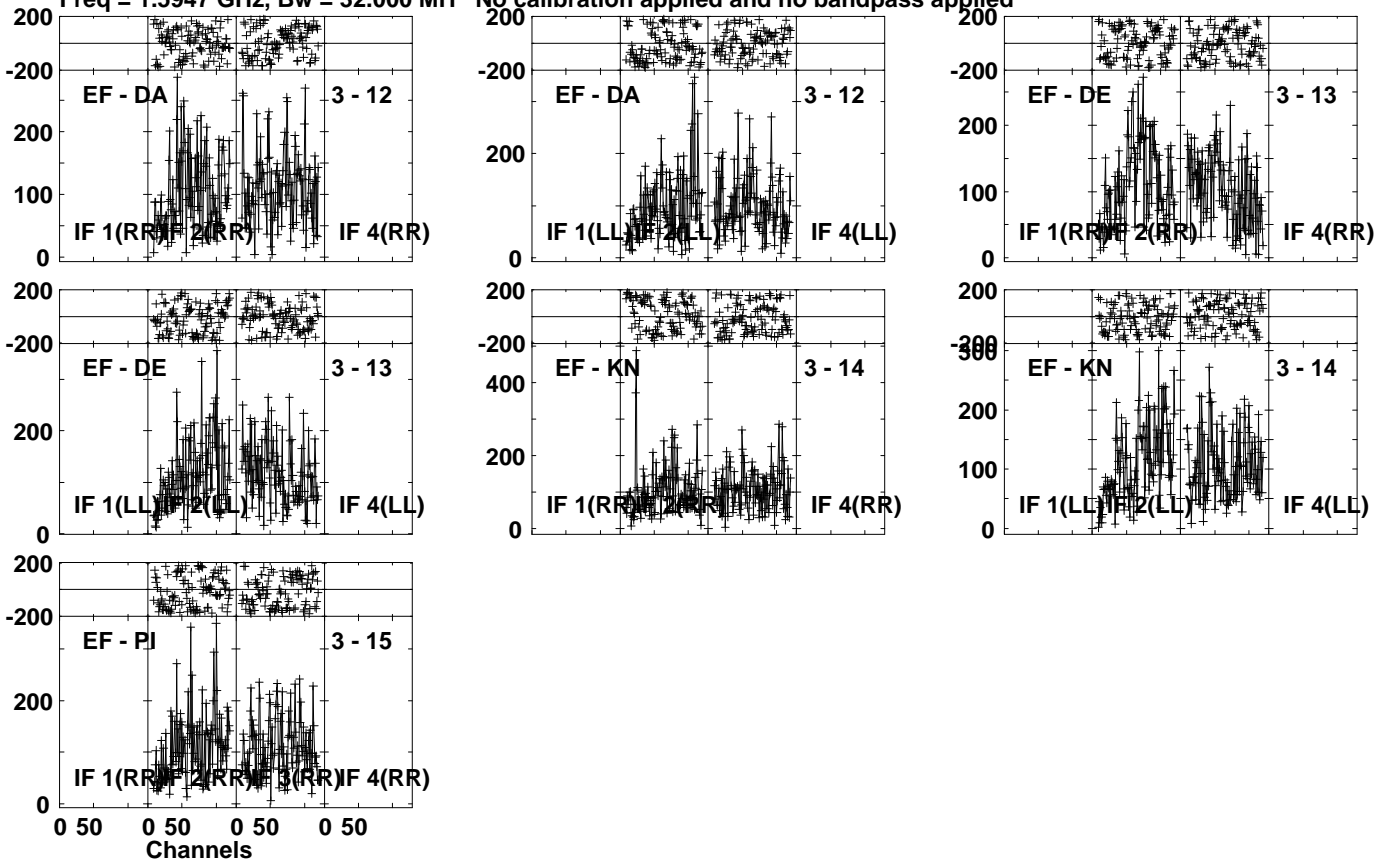 Freq = 1.5947 GHz, Bw = 32.000 MH No calibration applied and no bandpass applied
200 200 200
-200 -200 -200
EF - DA 3 - 12 EF - DA 3 - 12 EF - DE 3 - 13
200 200 200
100 100
IF 1(RR) IF 2(RR) IF 4(RR) IF 1(LL) IF 2(LL) IF 4(LL) IF 1(RR) IF 2(RR) IF 4(RR)
0 0 0
200 200 200
-200 -200 -200
300
EF - DE 3 - 13 EF - KN 3 - 14 EF - KN 3 - 14
400
200 200 200
100
IF 1(LL) IF 2(LL) IF 4(LL) IF 1(RR) IF 2(RR) IF 4(RR) IF 1(LL) IF 2(LL) IF 4(LL)
0 0 0
200
-200
EF - PI 3 - 15
200
IF 1(RR) IF 2(RR) IF 3(RR) IF 4(RR)
0
0 50 0 50 0 50 0 50
Channels